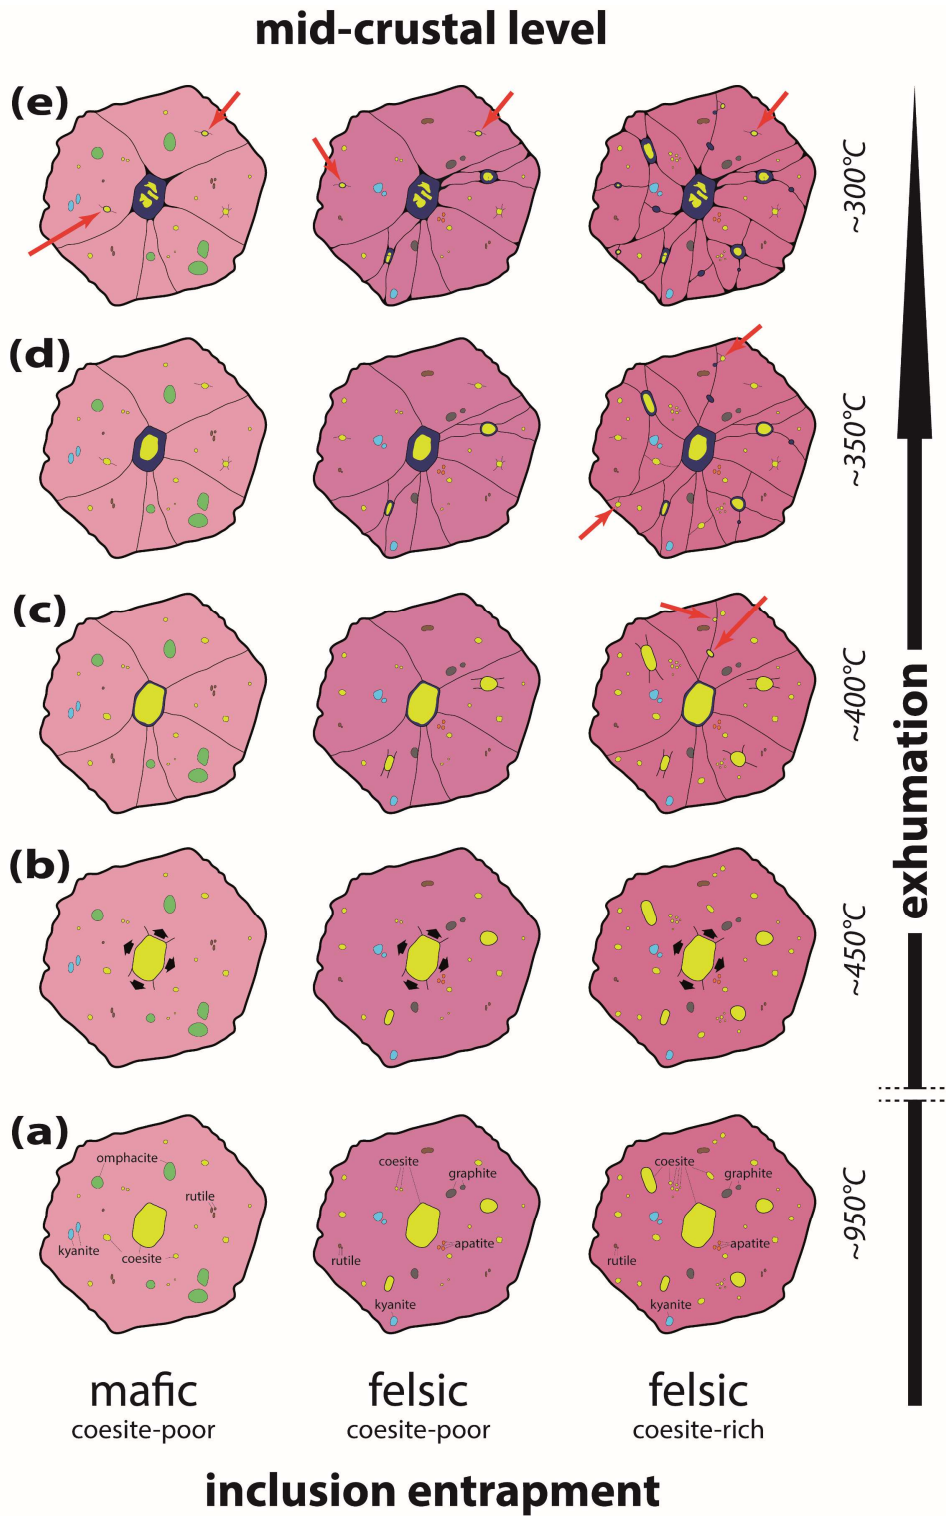 mid-crustal level
(e)
~300°C
(d)
~350°C
(c)
~400°C
exhumation
(b)
~450°C
(a)
omphacite
rutile
kyanite
coesite
coesite
graphite
rutile
apatite
kyanite
coesite
graphite
rutile
apatite
kyanite
~950°C
mafic
coesite-poor
felsic
coesite-poor
felsic
coesite-rich
inclusion entrapment